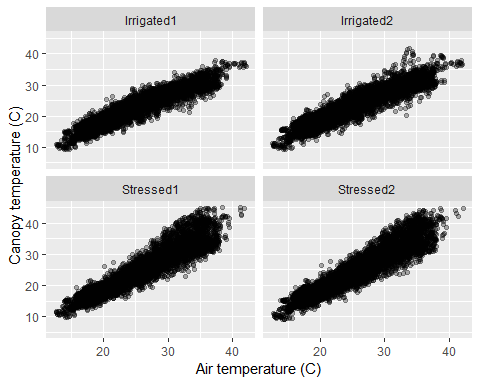 Irrigated1 Irrigated2
40
30
20
10
Stressed1 Stressed2
40
30
20
10
20 30 40 20 30 40
Air temperature (C)
Canopy temperature (C)